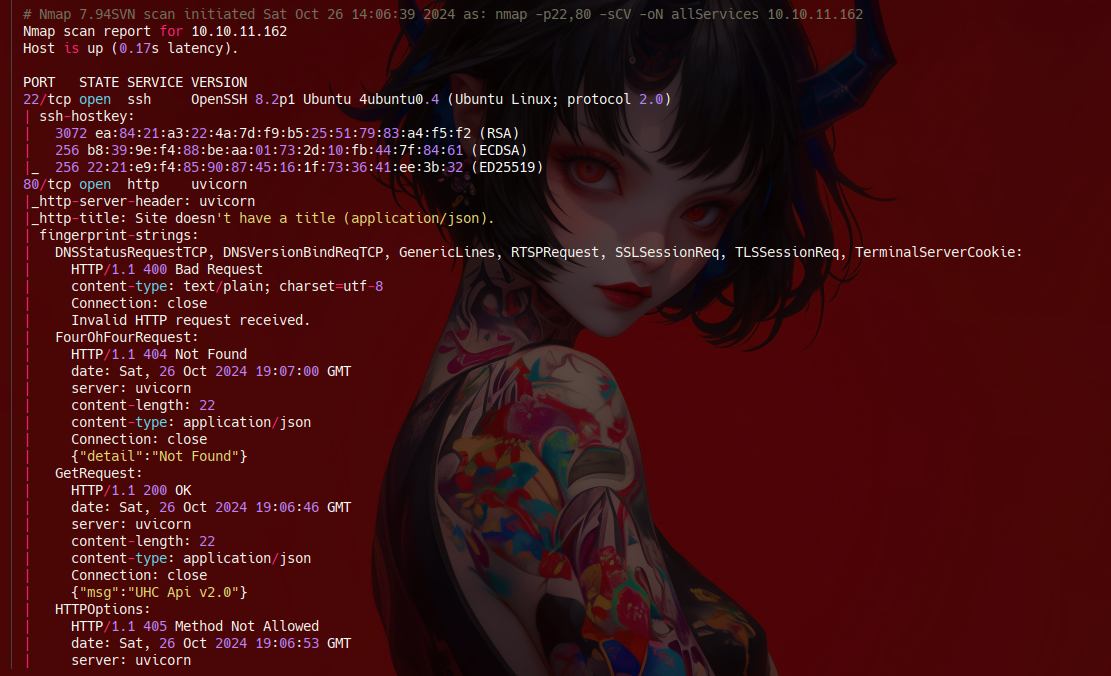 # Nmap 7.94SVN scan initiated Sat Oct 26 14:06:39 2024 as: nmap -p22,80 -sCV -oN allServices 10.10.11.162
Nmap scan report for 10.10.11.162
Host is up (0.17s latency).

PORT   STATE SERVICE VERSION
22/tcp open  ssh     OpenSSH 8.2p1 Ubuntu 4ubuntu0.4 (Ubuntu Linux; protocol 2.0)
| ssh-hostkey:
|   3072 ea:84:21:a3:22:4a:7d:f9:b5:25:51:79:83:a4:f5:f2 (RSA)
|   256 b8:39:9e:f4:88:be:aa:01:73:2d:10:fb:44:7f:84:61 (ECDSA)
|_  256 22:21:e9:f4:85:90:87:45:16:1f:73:36:41:ee:3b:32 (ED25519)
80/tcp open  http    uvicorn
|_http-server-header: uvicorn
|_http-title: Site doesn't have a title (application/json).
| fingerprint-strings:
|   DNSStatusRequestTCP, DNSVersionBindReqTCP, GenericLines, RTSPRequest, SSLSessionReq, TLSSessionReq, TerminalServerCookie:
|     HTTP/1.1 400 Bad Request
|     content-type: text/plain; charset=utf-8
|     Connection: close
|     Invalid HTTP request received.
|   FourOhFourRequest:
|     HTTP/1.1 404 Not Found
|     date: Sat, 26 Oct 2024 19:07:00 GMT
|     server: uvicorn
|     content-length: 22
|     content-type: application/json
|     Connection: close
|     {"detail":"Not Found"}
|   GetRequest:
|     HTTP/1.1 200 OK
|     date: Sat, 26 Oct 2024 19:06:46 GMT
|     server: uvicorn
|     content-length: 22
|     content-type: application/json
|     Connection: close
|     {"msg":"UHC Api v2.0"}
|   HTTPOptions:
|     HTTP/1.1 405 Method Not Allowed
|     date: Sat, 26 Oct 2024 19:06:53 GMT
|     server: uvicorn